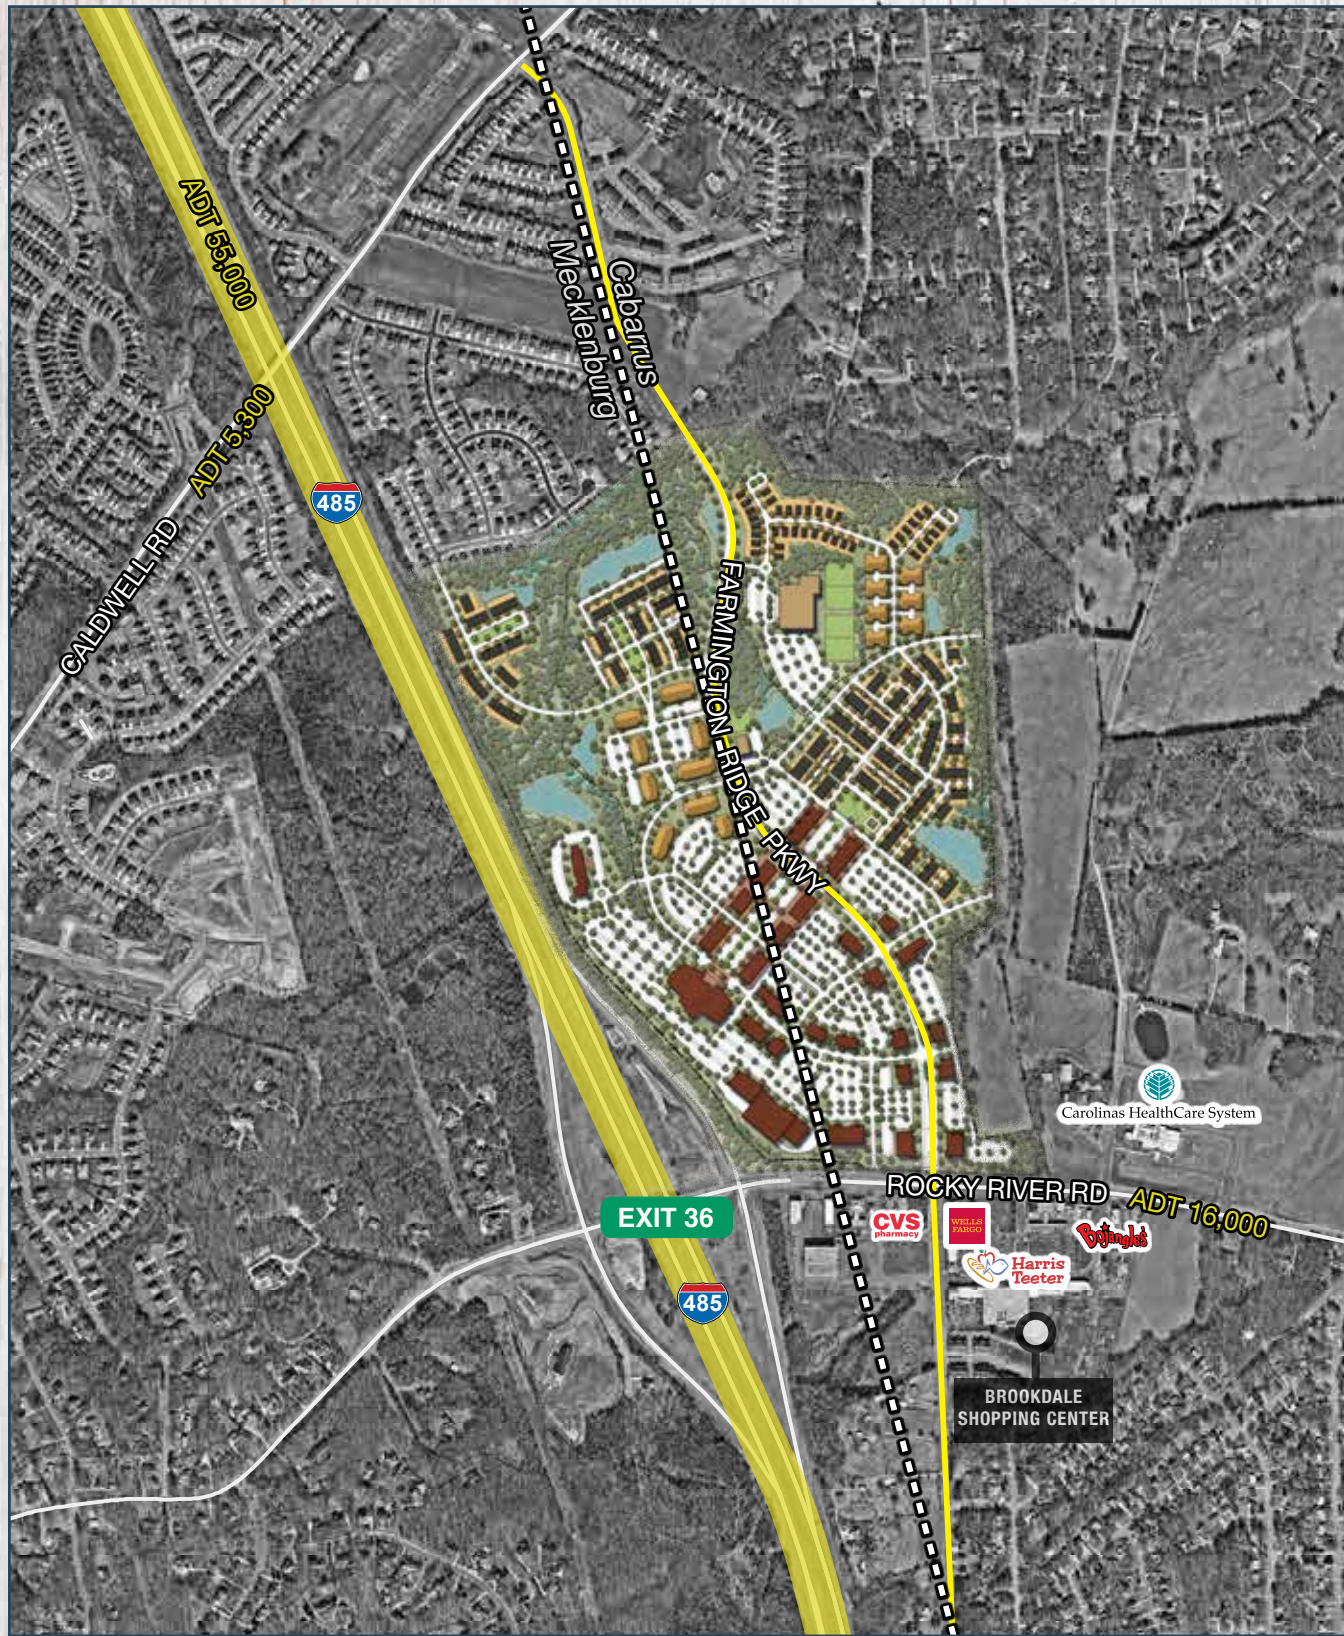 ADT 55,000
Cabarrus
Mecklenburg
ADT 5,300
485
CALDWELL RD
FARMINGTON RIDGE PKWY
Carolinas HealthCare System
ROCKY RIVER RD
ADT 16,000
EXIT 36
CVS
pharmacy
WELLS
FARGO
Bojangles
Harris
Teeter
485
BROOKDALE
SHOPPING CENTER